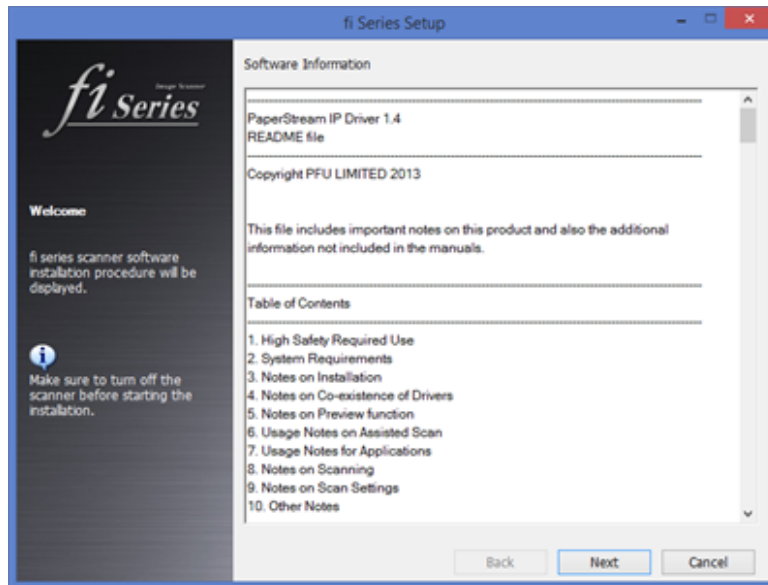 fi Series Setup
Image Scanner
fi Series
Welcome
fi series scanner software
installation procedure will be
displayed.
Make sure to turn off the
scanner before starting the
installation.
Software Information
PaperStream IP Driver 1.4
README file
Copyright PFU LIMITED 2013
This file includes important notes on this product and also the additional
information not included in the manuals.
Table of Contents
1. High Safety Required Use
2. System Requirements
3. Notes on Installation
4. Notes on Co-existence of Drivers
5. Notes on Preview function
6. Usage Notes on Assisted Scan
7. Usage Notes for Applications
8. Notes on Scanning
9. Notes on Scan Settings
10. Other Notes
Back Next Cancel